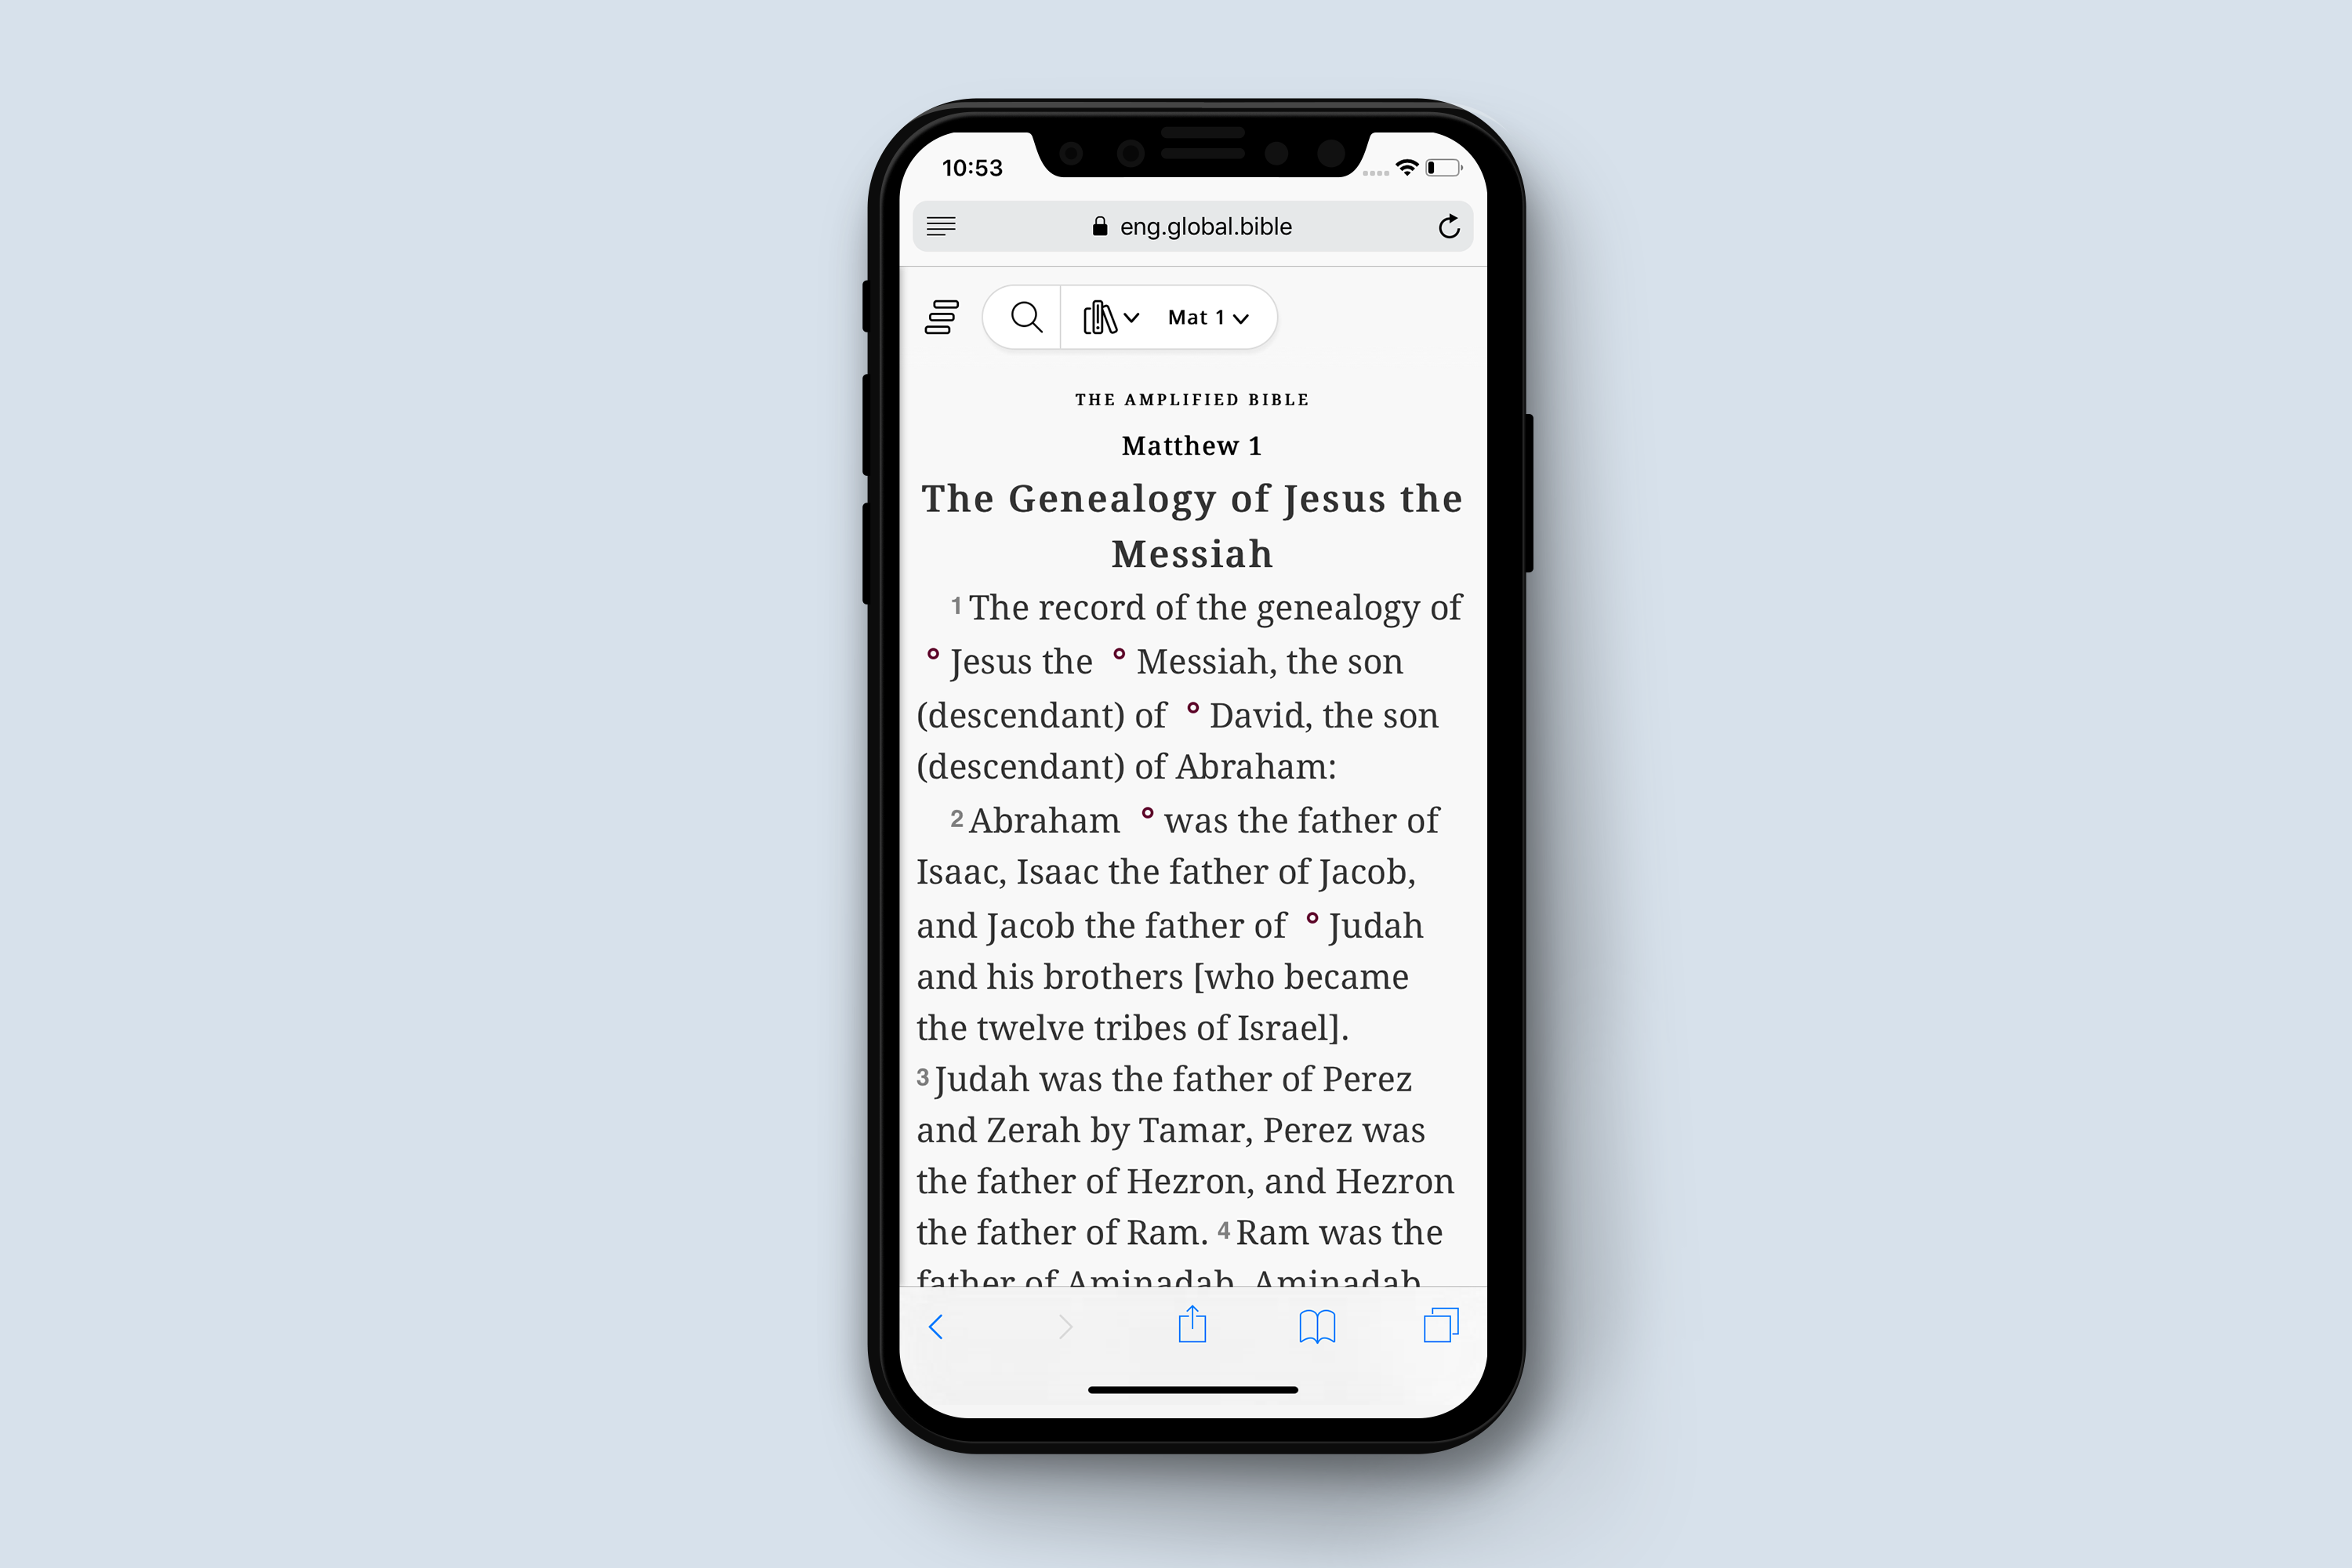 10:53
eng.global.bible
Mat 1
THE AMPLIFIED BIBLE
Matthew 1
The Genealogy of Jesus the
Messiah
1 The record of the genealogy of
° Jesus the ° Messiah, the son
(descendant) of ° David, the son
(descendant) of Abraham:
2 Abraham ° was the father of
Isaac, Isaac the father of Jacob,
and Jacob the father of ° Judah
and his brothers [who became
the twelve tribes of Israel].
3 Judah was the father of Perez
and Zerah by Tamar, Perez was
the father of Hezron, and Hezron
the father of Ram. 4 Ram was the
father of Aminadab, Aminadab